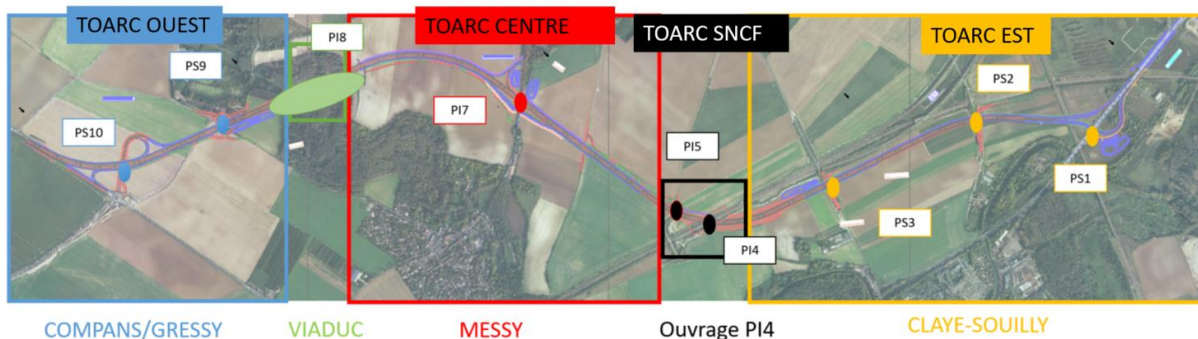 TOARC OUEST
PI8
TOARC CENTRE
TOARC SNCF
TOARC EST
PS9
PS2
PI7
PS10
PI5
PS1
PS3
PI4
COMPANS/GRESSY
VIADUC
MESSY
Ouvrage PI4
CLAYE-SOUILLY